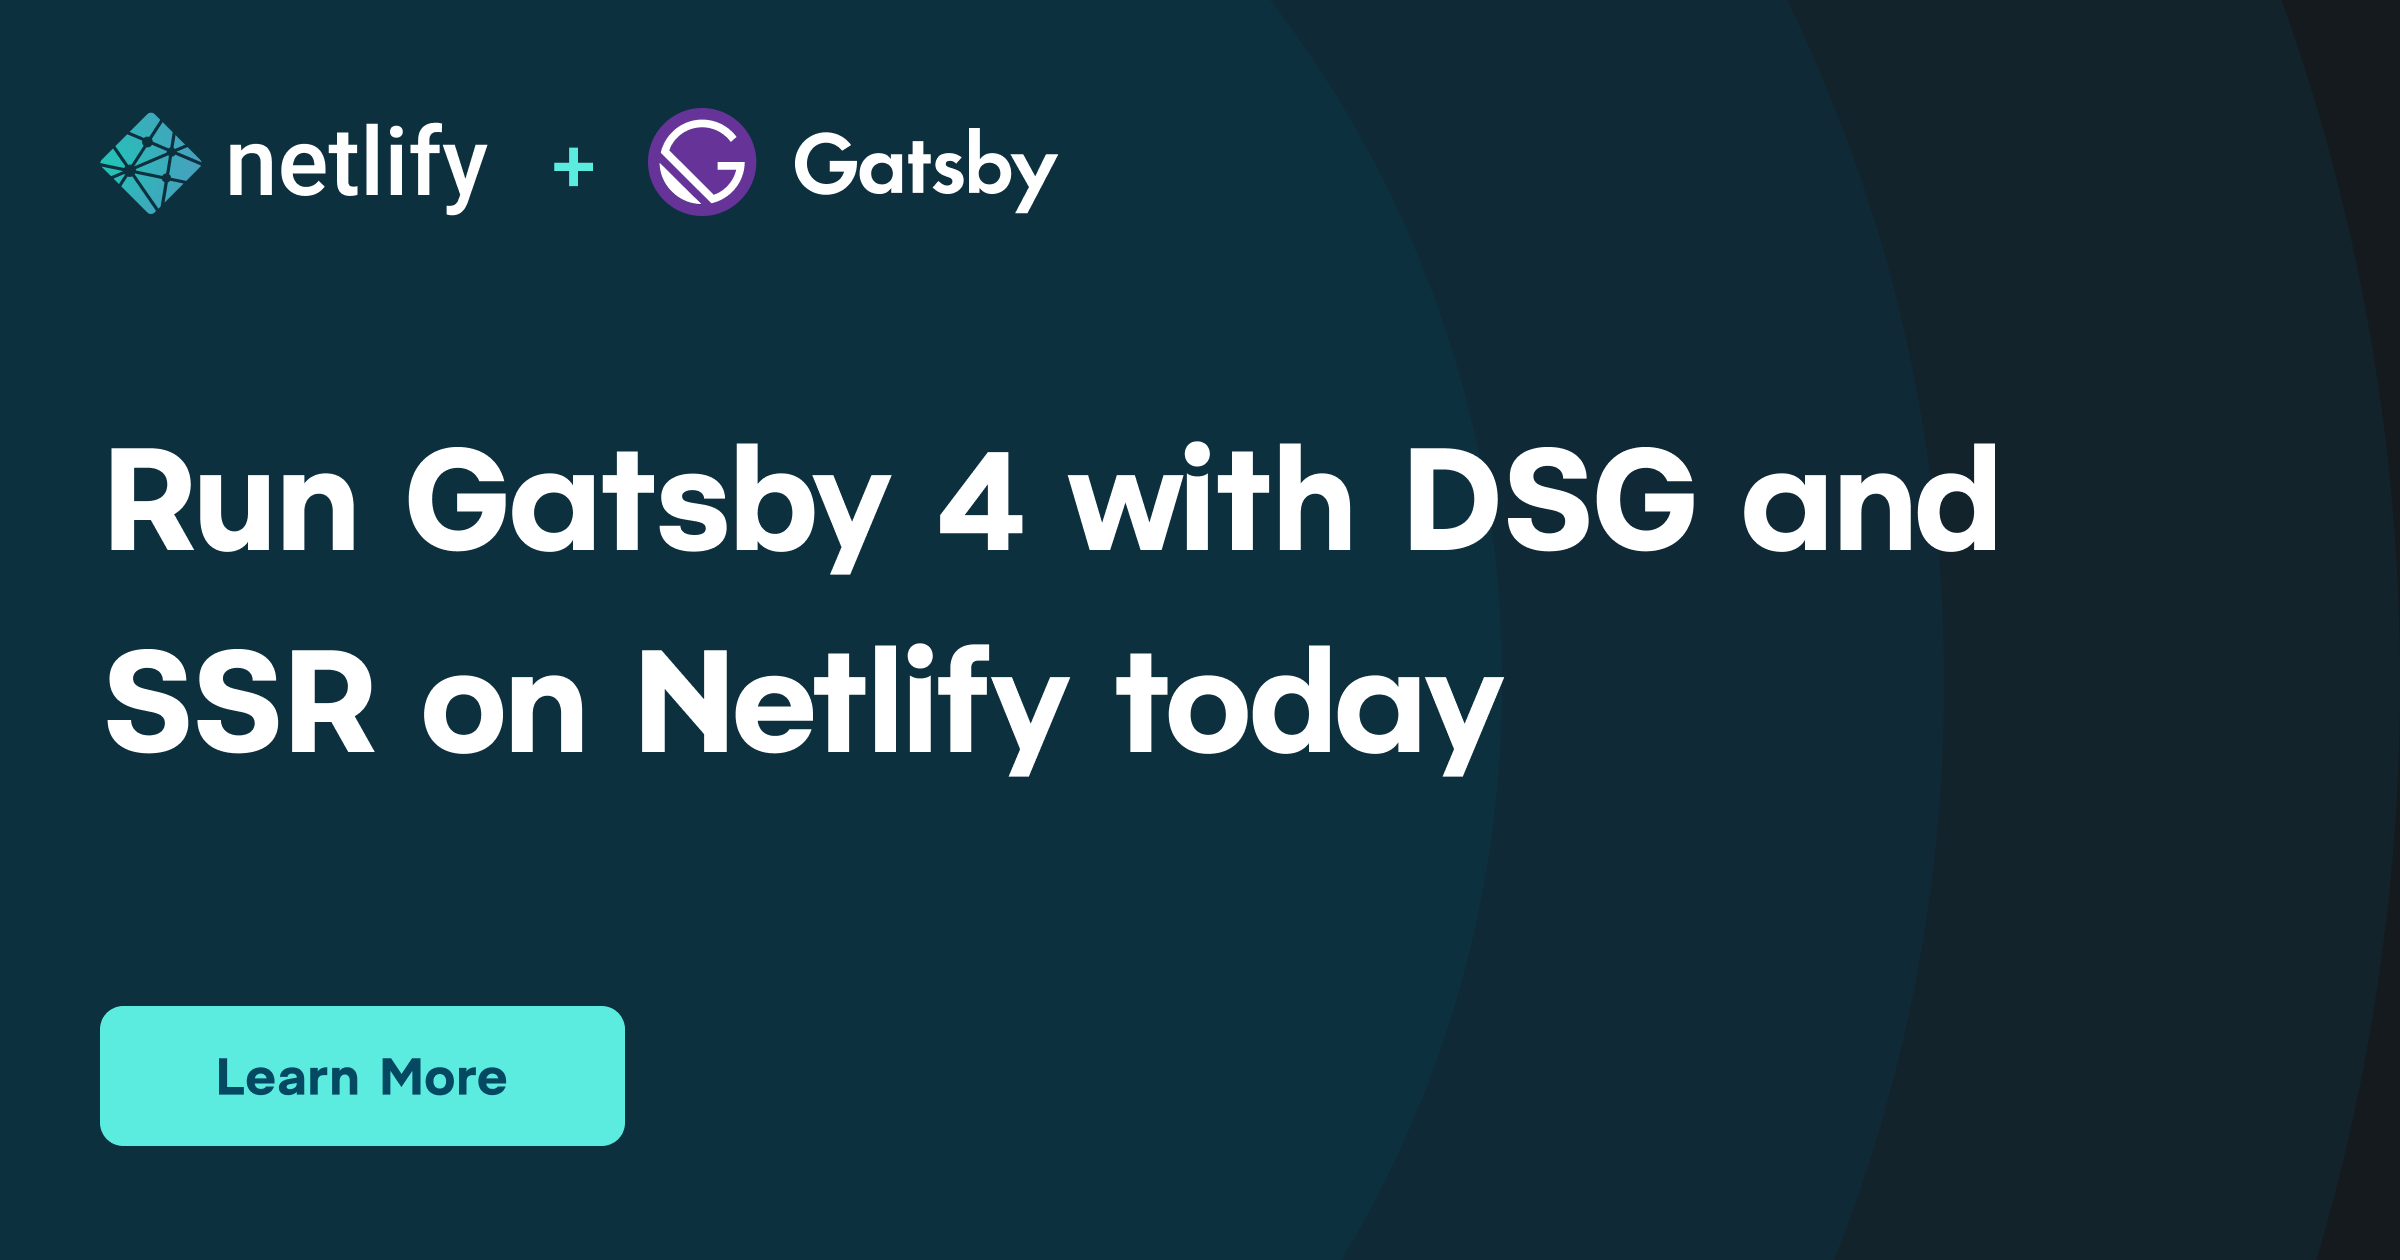 netlify + Gatsby
Run Gatsby 4 with DSG and
SSR on Netlify today
Learn More